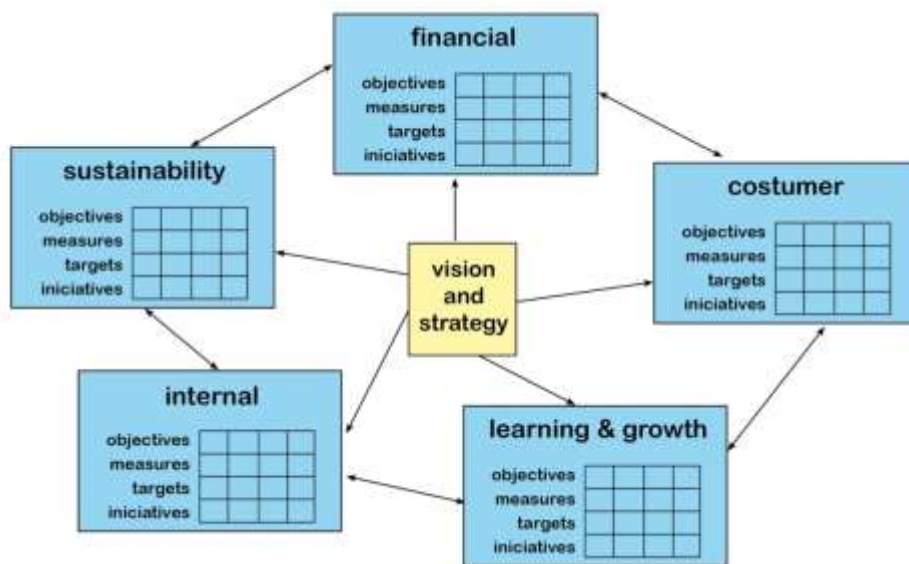 financial
objectives
measures
targets
iniciatives
sustainability
objectives
measures
targets
iniciatives
costumer
objectives
measures
targets
iniciatives
vision
and
strategy
internal
objectives
measures
targets
iniciatives
learning & growth
objectives
measures
targets
iniciatives